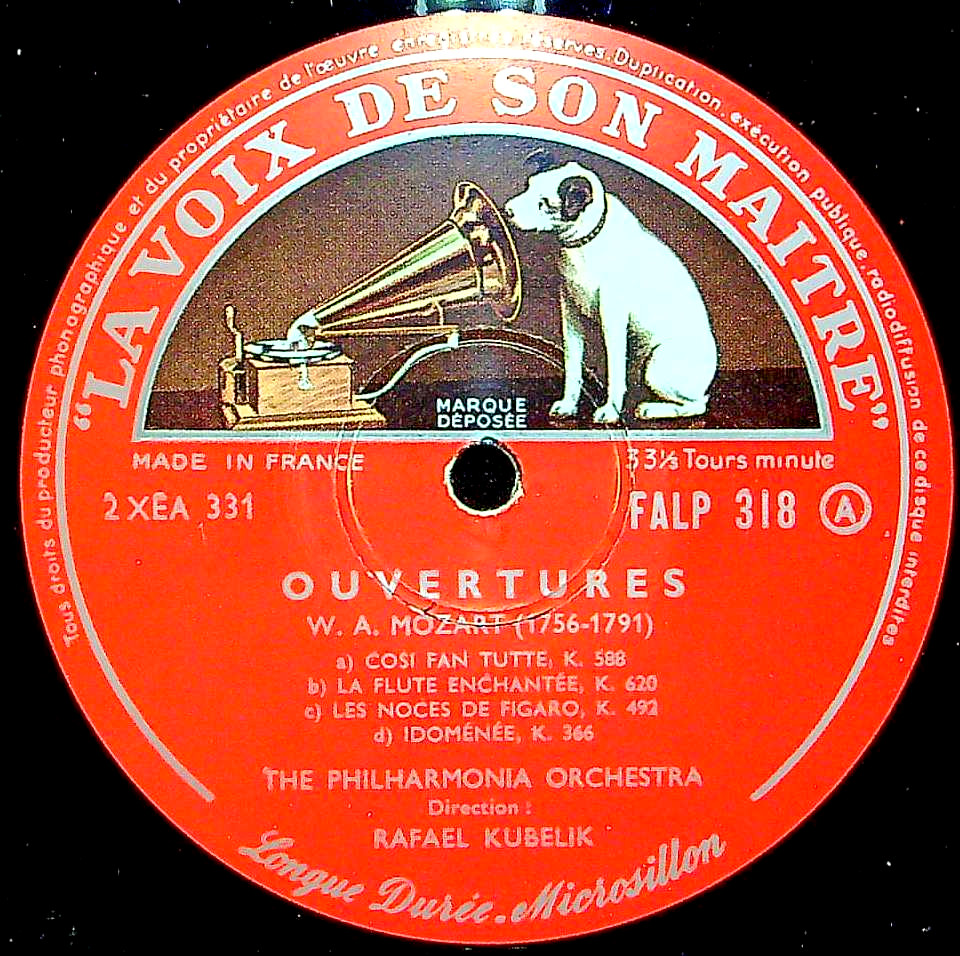 Tous droits du producteur phonographique et du propriétaire de l'œuvre enregistrée réservés. Duplication, exécution publique, radiodiffusion de ce disque interdites
"LA VOIX DE SON MAITRE"
MARQUE
DÉPOSÉE
MADE IN FRANCE
33⅓ Tours minute
2 XEA 331
FALP 318 A
OUVERTURES
W. A. MOZART (1756-1791)
a) COSI FAN TUTTE, K. 588
b) LA FLUTE ENCHANTÉE, K. 620
c) LES NOCES DE FIGARO, K. 492
d) IDOMÉNÉE, K. 366
THE PHILHARMONIA ORCHESTRA
Direction :
RAFAEL KUBELIK
Longue Durée.Microsillon